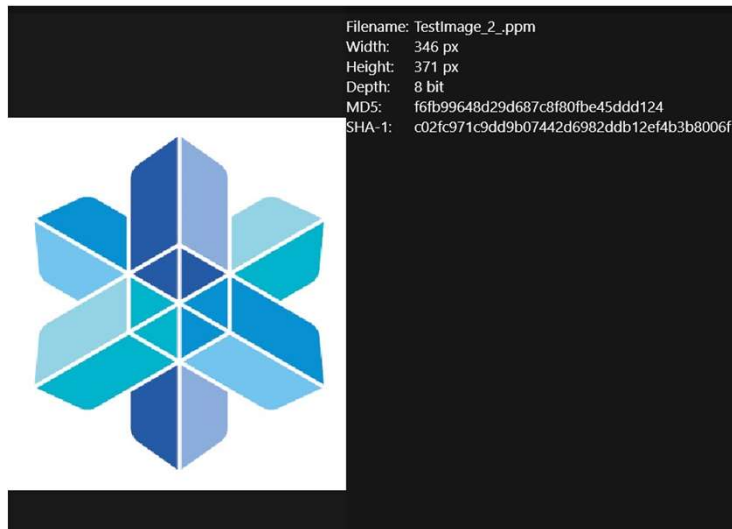 Filename: TestImage_2_.ppm
Width: 346 px
Height: 371 px
Depth: 8 bit
MD5: f6fb99648d29d687c8f80fbe45ddd124
SHA-1: c02fc971c9dd9b07442d6982ddb12ef4b3b8006f